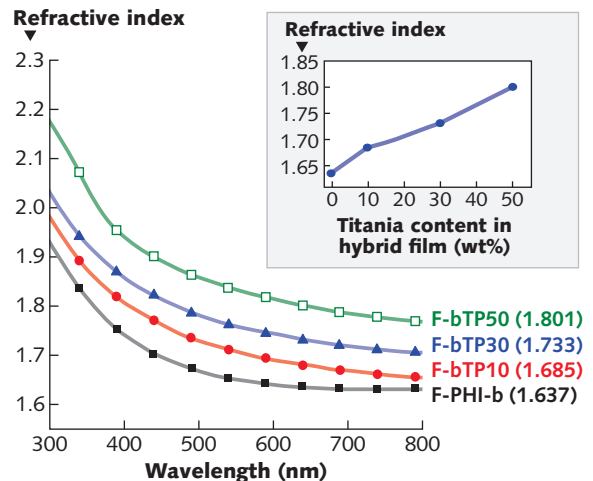 Refractive index
▼
2.3
2.2
2.1
2.0
1.9
1.8
1.7
1.6
300 400 500 600 700 800
Wavelength (nm)
F-bTP50 (1.801)
F-bTP30 (1.733)
F-bTP10 (1.685)
F-PHI-b (1.637)
Refractive index
▼
1.85
1.80
1.75
1.70
1.65
0 10 20 30 40 50
Titania content in
hybrid film (wt%)